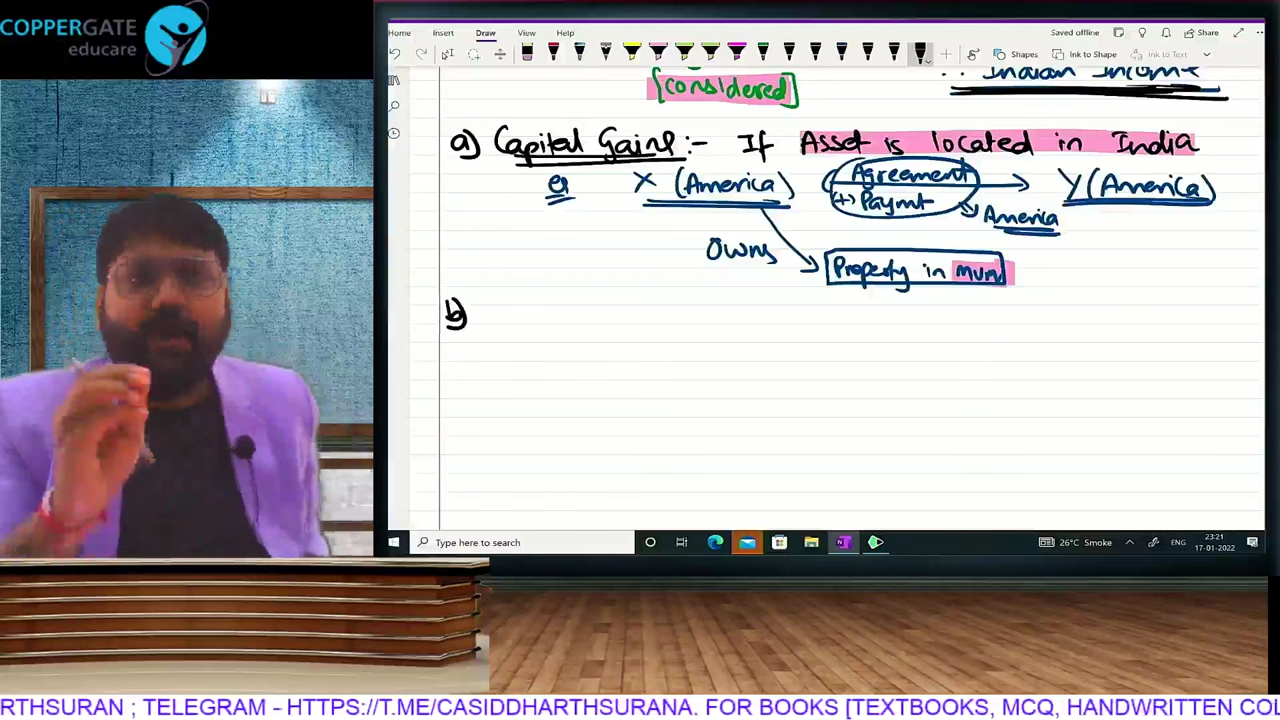 COPPERGATE
educare
Home Insert Draw View Help
Saved offline
Share
Shapes
Ink to Shape
Ink to Text
[considered]
∴ Indian Income
a) Capital Gains :- If Asset is located in India
eg X (America) Agreement Y (America)
(+) Paymt America
Owns
Property in mum
b)
Type here to search
26°C Smoke
ENG
23:21
17-01-2022
RTHSURAN ; TELEGRAM - HTTPS://T.ME/CASIDDHARTHSURANA. FOR BOOKS [TEXTBOOKS, MCQ, HANDWRITTEN COL